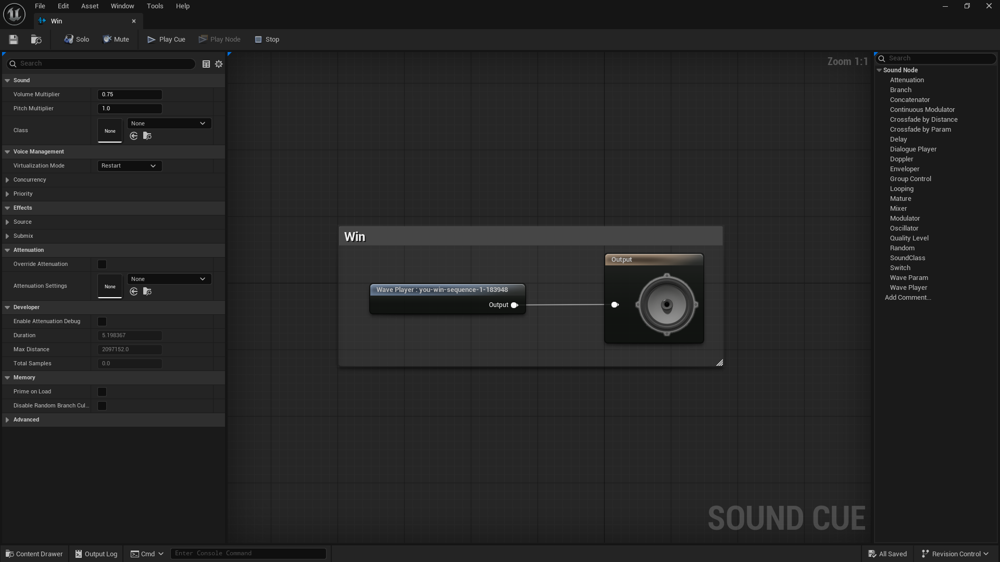 File Edit Asset Window Tools Help
Win
Solo Mute Play Cue Play Node Stop
Search
Sound
Volume Multiplier 0.75
Pitch Multiplier 1.0
Class None None
Voice Management
Virtualization Mode Restart
Concurrency
Priority
Effects
Source
Submix
Attenuation
Override Attenuation
Attenuation Settings None None
Developer
Enable Attenuation Debug
Duration 5.198367
Max Distance 2097152.0
Total Samples 0.0
Memory
Prime on Load
Disable Random Branch Cul...
Advanced
Zoom 1:1
Win
Wave Player : you-win-sequence-1-183948
Output
Output
SOUND CUE
Search
Sound Node
Attenuation
Branch
Concatenator
Continuous Modulator
Crossfade by Distance
Crossfade by Param
Delay
Dialogue Player
Doppler
Enveloper
Group Control
Looping
Mature
Mixer
Modulator
Oscillator
Quality Level
Random
SoundClass
Switch
Wave Param
Wave Player
Add Comment...
Content Drawer Output Log Cmd Enter Console Command All Saved Revision Control